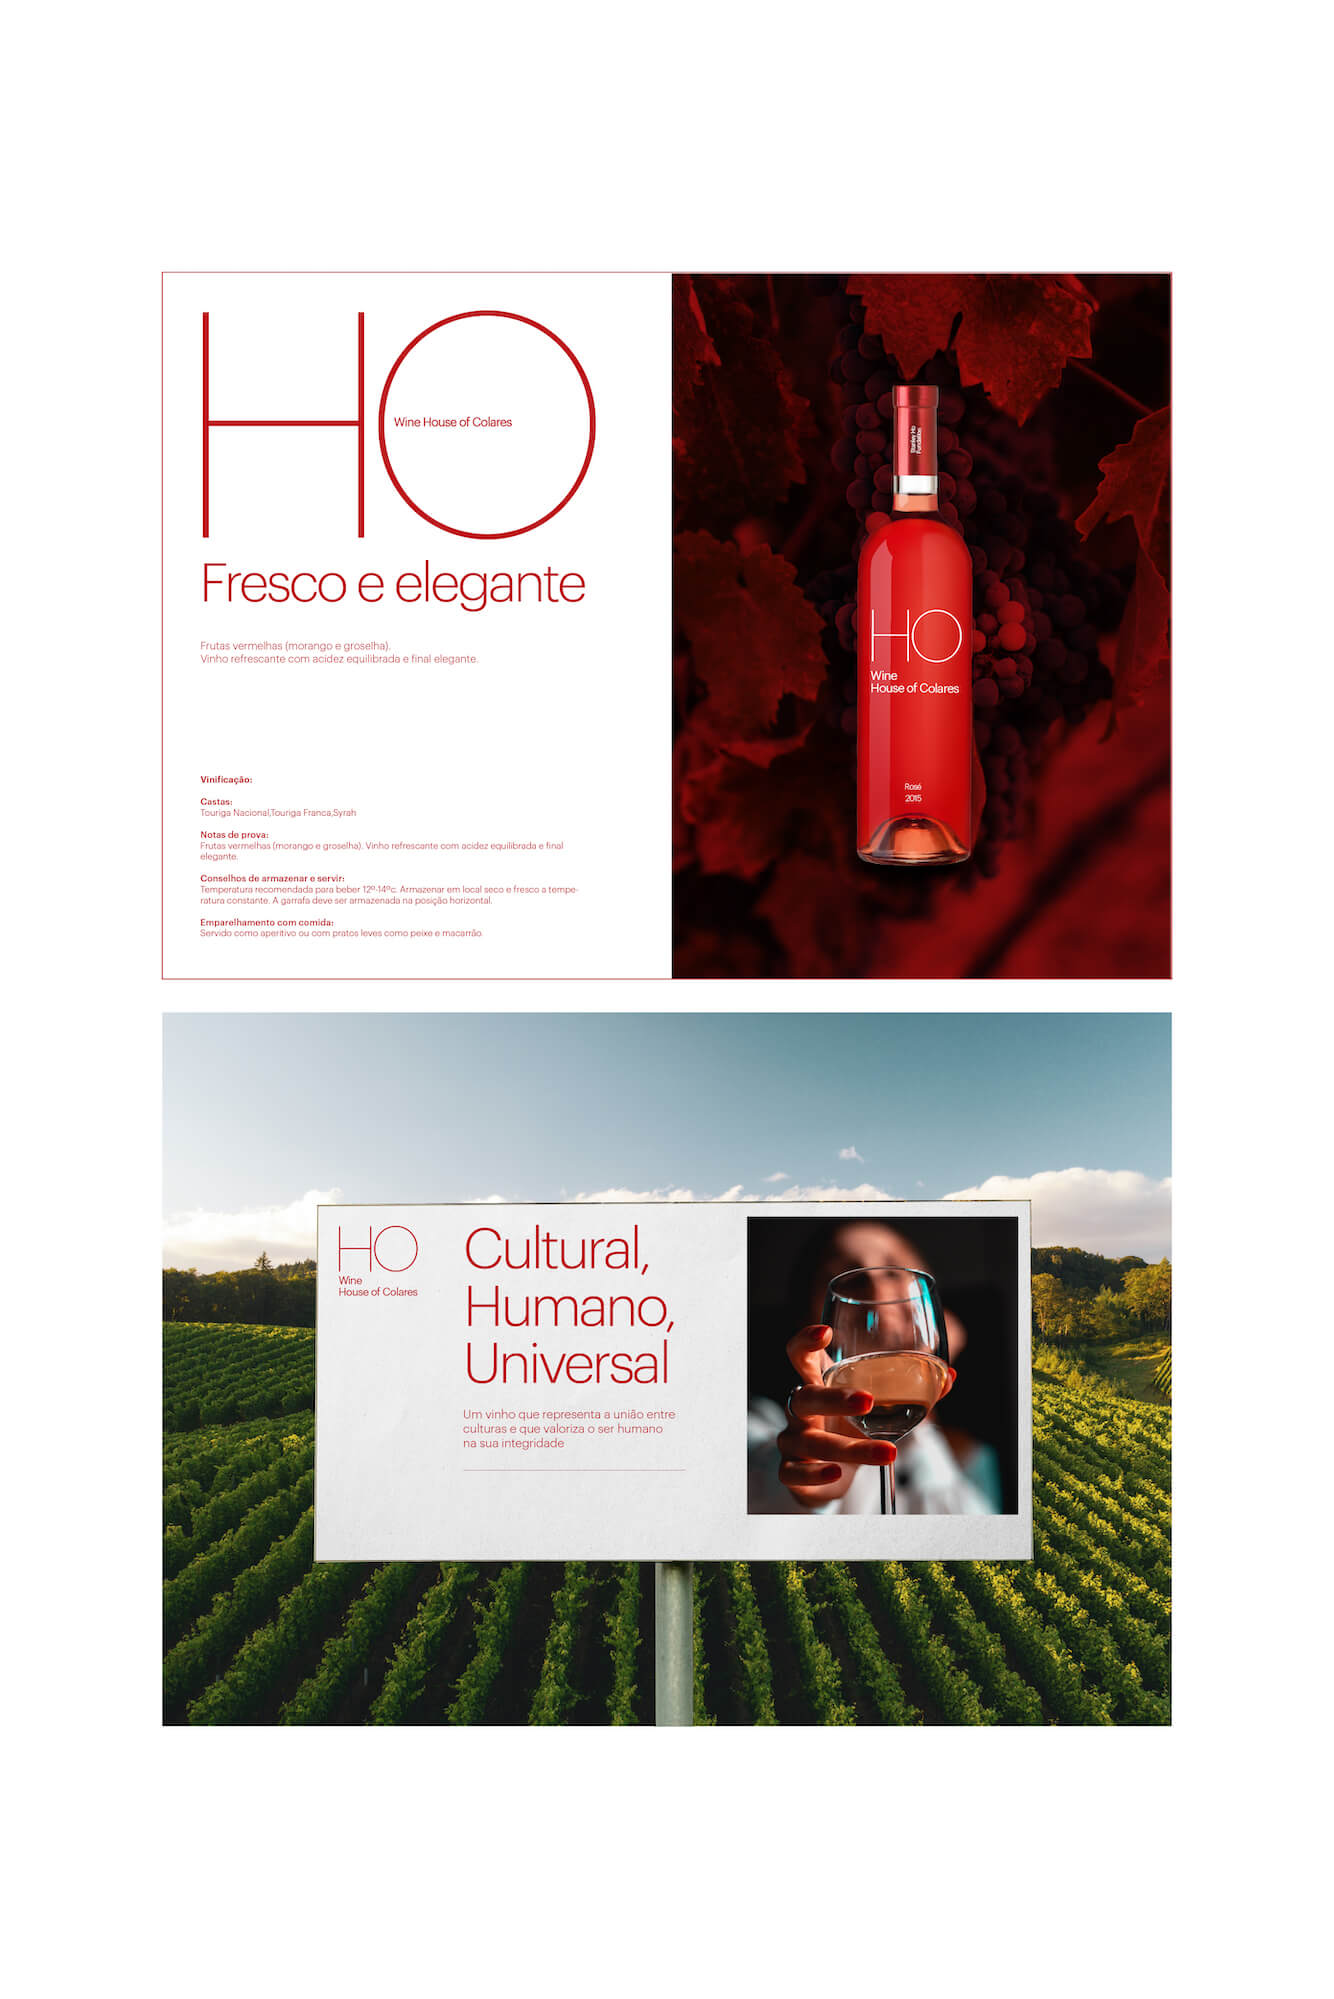 HO
Wine House of Colares
Fresco e elegante
Frutas vermelhas (morango e groselha).
Vinho refrescante com acidez equilibrada e final elegante.
Vinificação:
Castas:
Touriga Nacional,Touriga Franca,Syrah
Notas de prova:
Frutas vermelhas (morango e groselha). Vinho refrescante com acidez equilibrada e final
elegante.
Conselhos de armazenar e servir:
Temperatura recomendada para beber 12º-14ºc. Armazenar em local seco e fresco a tempe-
ratura constante. A garrafa deve ser armazenada na posição horizontal.
Emparelhamento com comida:
Servido como aperitivo ou com pratos leves como peixe e macarrão.
Stanley Ho
HO
Wine
House of Colares
Rosé
2015
HO
Wine
House of Colares
Cultural,
Humano,
Universal
Um vinho que representa a união entre
culturas e que valoriza o ser humano
na sua integridade